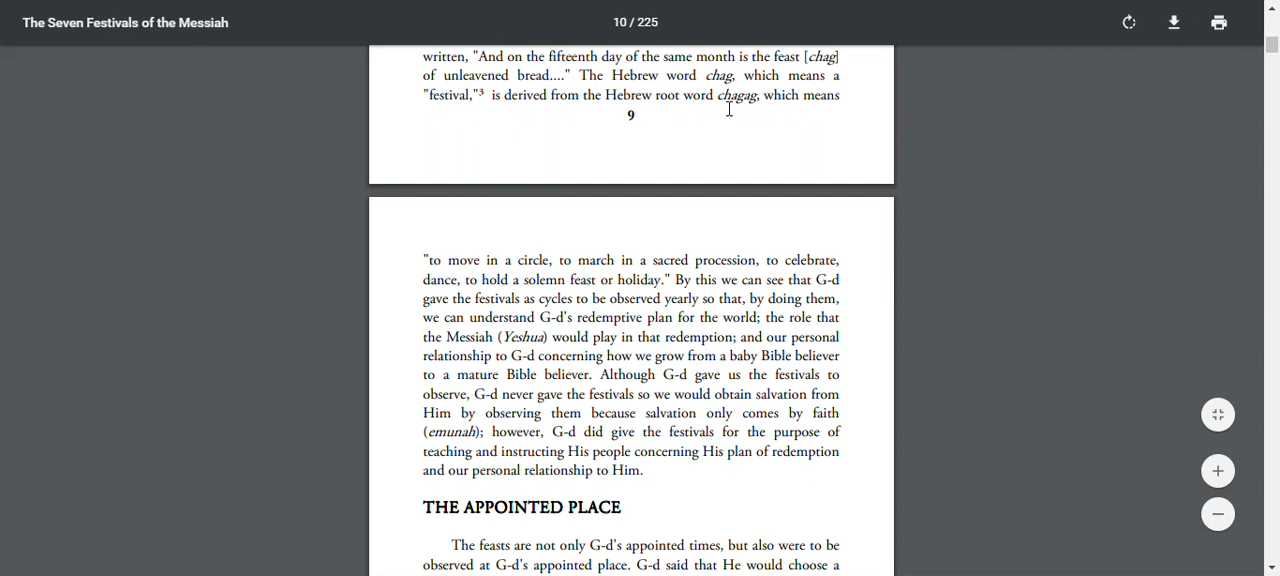 The Seven Festivals of the Messiah
10 / 225
written, "And on the fifteenth day of the same month is the feast [chag]
of unleavened bread...." The Hebrew word chag, which means a
"festival,"3 is derived from the Hebrew root word chagag, which means
9
"to move in a circle, to march in a sacred procession, to celebrate,
dance, to hold a solemn feast or holiday." By this we can see that G-d
gave the festivals as cycles to be observed yearly so that, by doing them,
we can understand G-d's redemptive plan for the world; the role that
the Messiah (Yeshua) would play in that redemption; and our personal
relationship to G-d concerning how we grow from a baby Bible believer
to a mature Bible believer. Although G-d gave us the festivals to
observe, G-d never gave the festivals so we would obtain salvation from
Him by observing them because salvation only comes by faith
(emunah); however, G-d did give the festivals for the purpose of
teaching and instructing His people concerning His plan of redemption
and our personal relationship to Him.
THE APPOINTED PLACE
The feasts are not only G-d's appointed times, but also were to be
observed at G-d's appointed place. G-d said that He would choose a